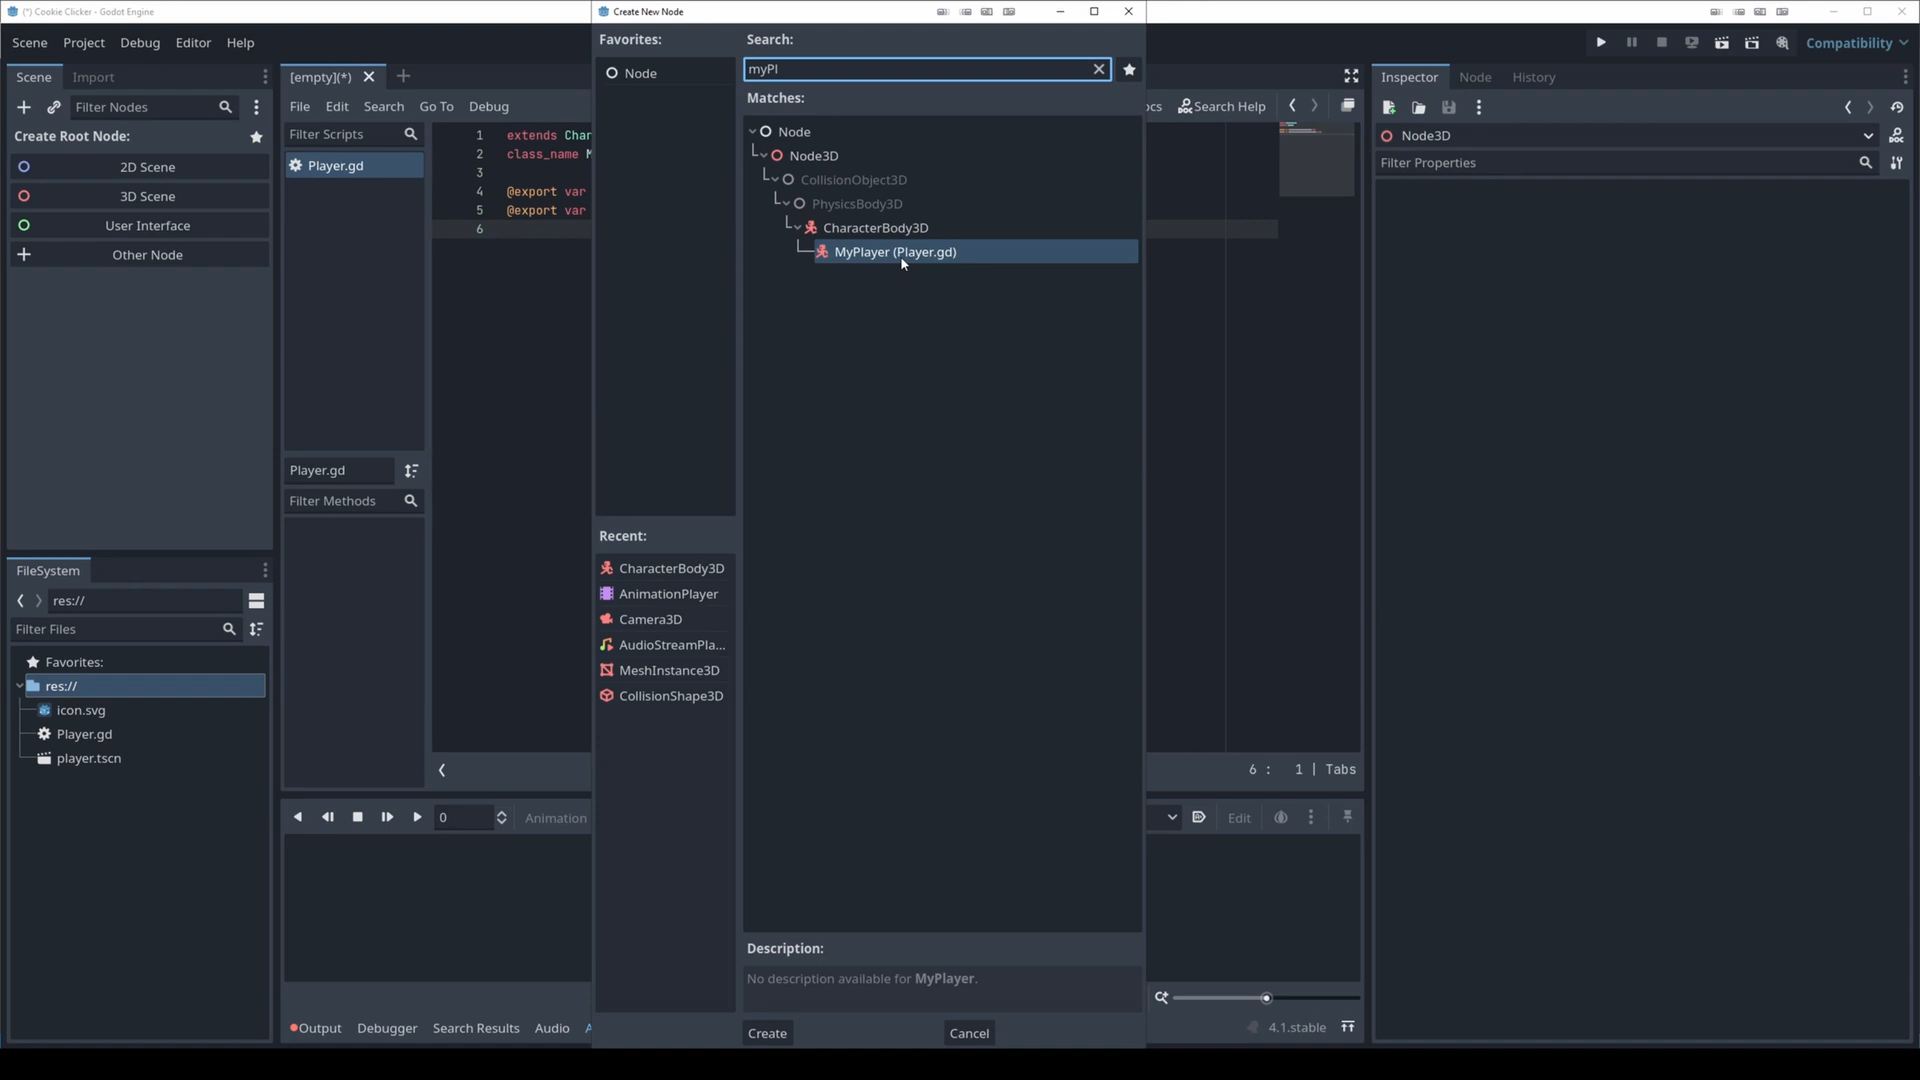 (*) Cookie Clicker - Godot Engine
Create New Node
Scene Project Debug Editor Help
Compatibility
Scene Import
Filter Nodes
Create Root Node:
2D Scene
3D Scene
User Interface
Other Node
[empty](*)
File Edit Search Go To Debug
Filter Scripts
Player.gd
Player.gd
Filter Methods
1 extends Char
2 class_name M
3
4 @export var
5 @export var
6
Favorites:
Node
Search:
myPl
Matches:
Node
Node3D
CollisionObject3D
PhysicsBody3D
CharacterBody3D
MyPlayer (Player.gd)
Recent:
CharacterBody3D
AnimationPlayer
Camera3D
AudioStreamPla...
MeshInstance3D
CollisionShape3D
Description:
No description available for MyPlayer.
Create Cancel
ocs Search Help
6 : 1 | Tabs
Inspector Node History
Node3D
Filter Properties
FileSystem
res://
Filter Files
Favorites:
res://
icon.svg
Player.gd
player.tscn
0 Animation
Edit
Output Debugger Search Results Audio A
4.1.stable